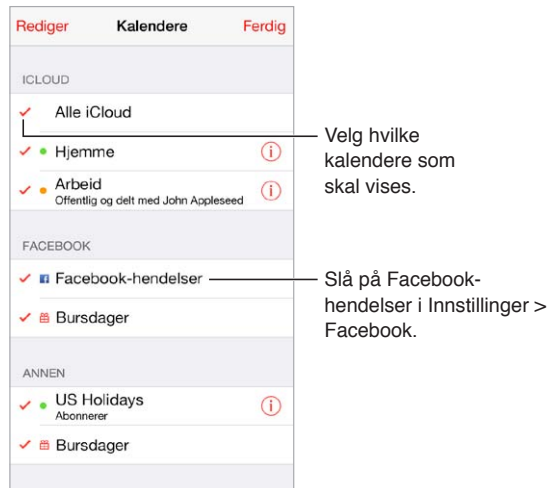 Rediger Kalendere Ferdig
ICLOUD
Alle iCloud
Hjemme
Arbeid
Offentlig og delt med John Appleseed
Velg hvilke
kalendere som
skal vises.
FACEBOOK
Facebook-hendelser
Bursdager
Slå på Facebook-
hendelser i Innstillinger >
Facebook.
ANNEN
US Holidays
Abonnerer
Bursdager